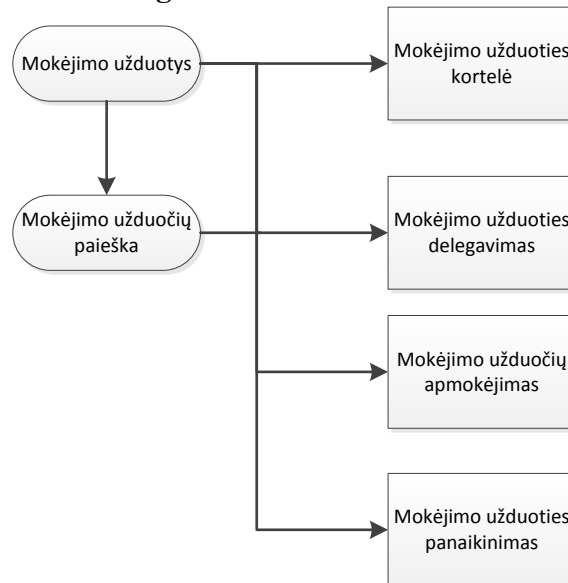 Mokėjimo užduotys
Mokėjimo užduoties
kortelė
Mokėjimo užduočių
paieška
Mokėjimo užduoties
delegavimas
Mokėjimo užduočių
apmokėjimas
Mokėjimo užduoties
panaikinimas